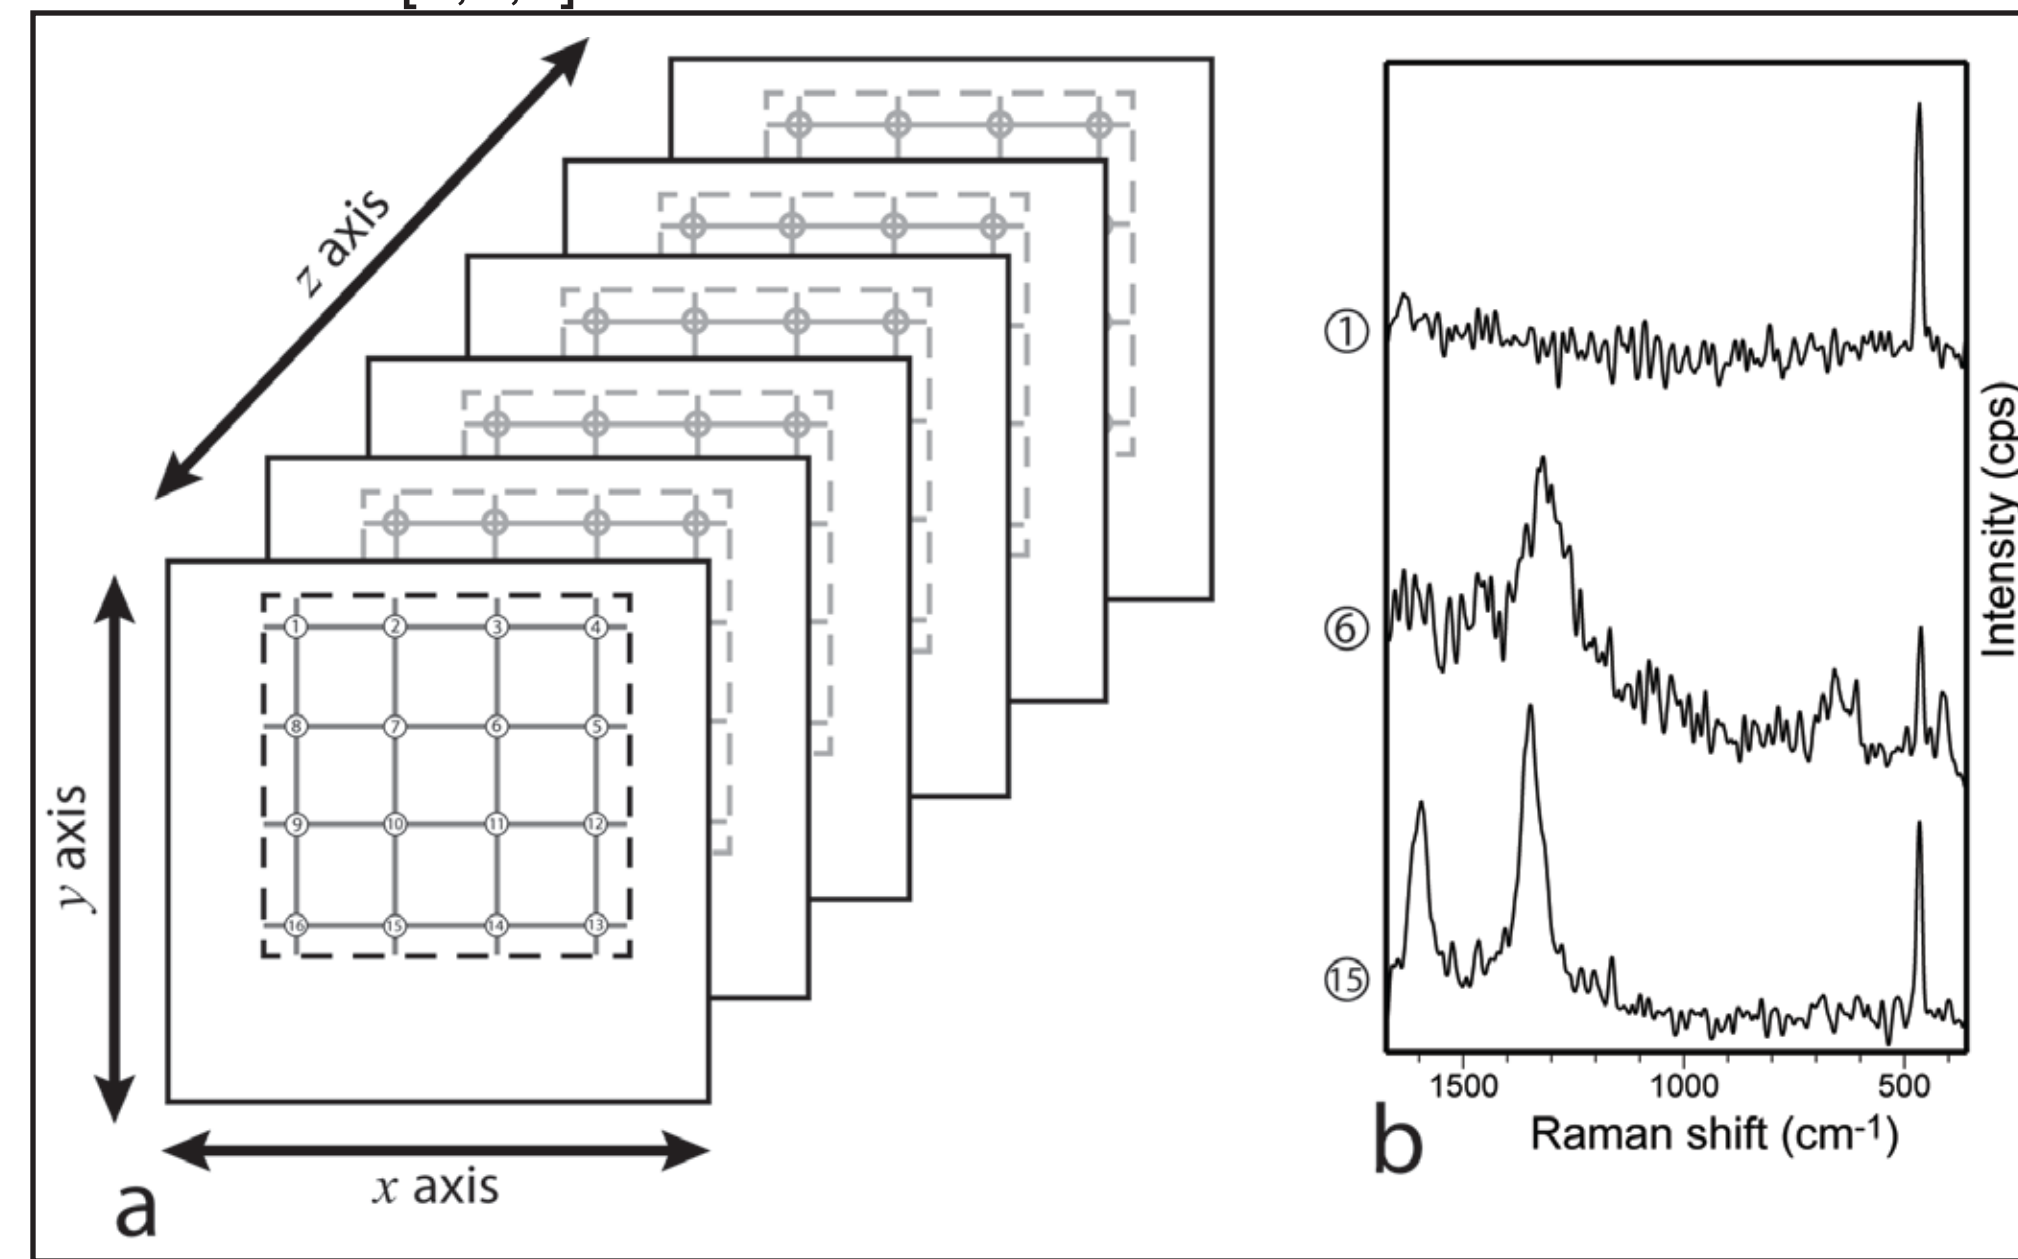 z axis
y axis
1 2 3 4
8 7 6 5
9 10 11 12
16 15 14 13
x axis
a
1
6
15
Intensity (cps)
1500 1000 500
Raman shift (cm-1)
b